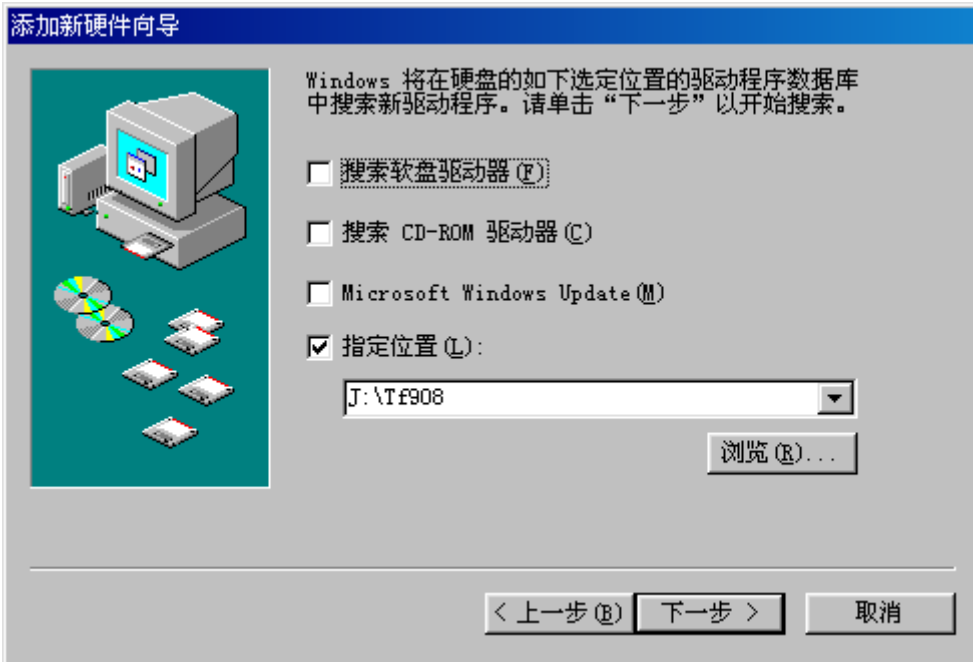 添加新硬件向导
Windows 将在硬盘的如下选定位置的驱动程序数据库
中搜索新驱动程序。请单击“下一步”以开始搜索。
搜索软盘驱动器(F)
搜索 CD-ROM 驱动器(C)
Microsoft Windows Update(M)
指定位置(L):
J:\Tf908
浏览(R)...
< 上一步(B)
下一步 >
取消